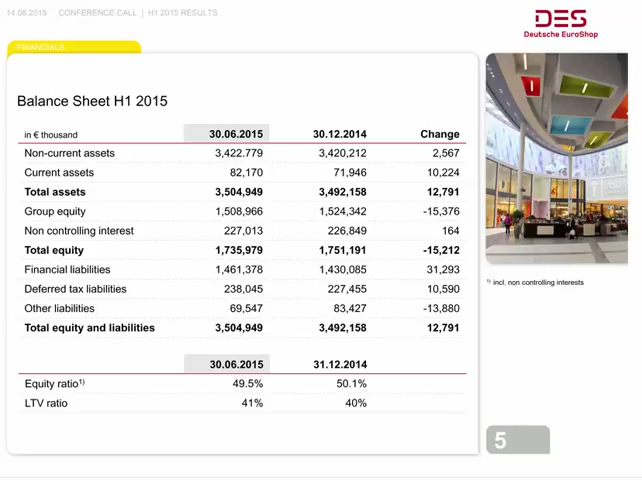 14.08.2015 CONFERENCE CALL | H1 2015 RESULTS
DES
Deutsche EuroShop
FINANCIALS
Balance Sheet H1 2015
in € thousand 30.06.2015 30.12.2014 Change
Non-current assets 3,422.779 3,420,212 2,567
Current assets 82,170 71,946 10,224
Total assets 3,504,949 3,492,158 12,791
Group equity 1,508,966 1,524,342 -15,376
Non controlling interest 227,013 226,849 164
Total equity 1,735,979 1,751,191 -15,212
Financial liabilities 1,461,378 1,430,085 31,293
Deferred tax liabilities 238,045 227,455 10,590
Other liabilities 69,547 83,427 -13,880
Total equity and liabilities 3,504,949 3,492,158 12,791
30.06.2015 31.12.2014
Equity ratio1) 49.5% 50.1%
LTV ratio 41% 40%
1) incl. non controlling interests
5